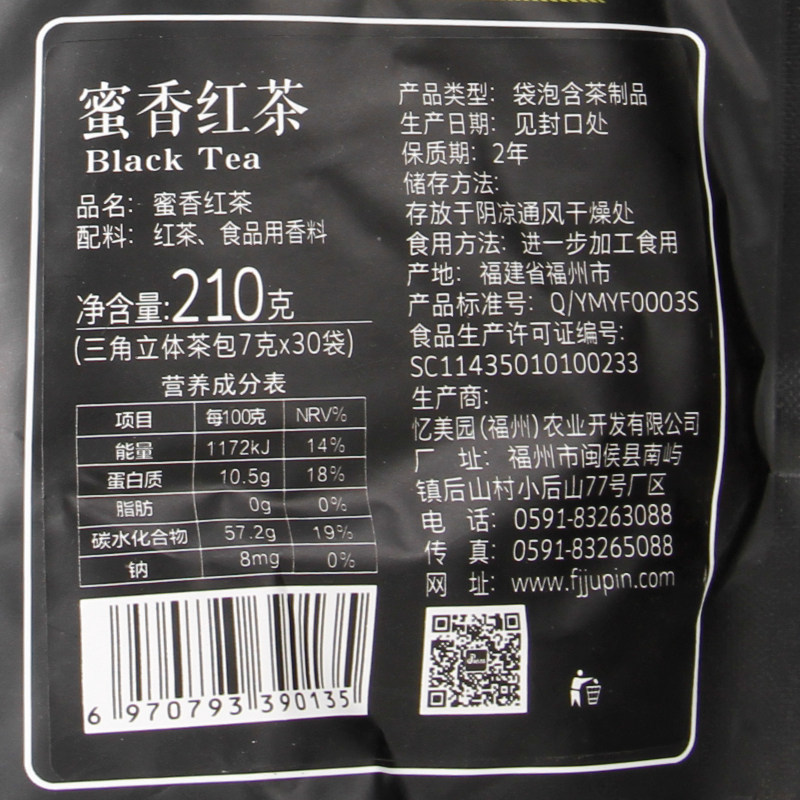 蜜香红茶
Black Tea
品名: 蜜香红茶
配料: 红茶、食品用香料
净含量:210克
(三角立体茶包7克x30袋)
营养成分表
项目 每100克 NRV%
能量 1172kJ 14%
蛋白质 10.5g 18%
脂肪 0g 0%
碳水化合物 57.2g 19%
钠 8mg 0%
6 970793 390135
产品类型: 袋泡含茶制品
生产日期: 见封口处
保质期: 2年
储存方法:
存放于阴凉通风干燥处
食用方法: 进一步加工食用
产地: 福建省福州市
产品标准号: Q/YMYF0003S
食品生产许可证编号:
SC11435010100233
生产商:
忆美园(福州)农业开发有限公司
厂 址: 福州市闽侯县南屿
镇后山村小后山77号厂区
电 话: 0591-83263088
传 真: 0591-83265088
网 址: www.fjjupin.com